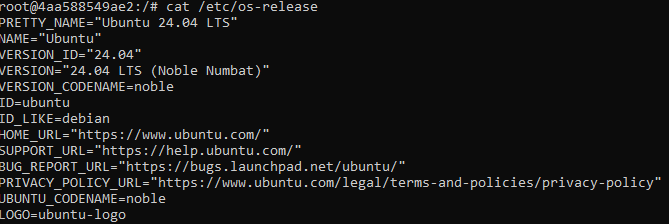 root@4aa588549ae2:/# cat /etc/os-release
PRETTY_NAME="Ubuntu 24.04 LTS"
NAME="Ubuntu"
VERSION_ID="24.04"
VERSION="24.04 LTS (Noble Numbat)"
VERSION_CODENAME=noble
ID=ubuntu
ID_LIKE=debian
HOME_URL="https://www.ubuntu.com/"
SUPPORT_URL="https://help.ubuntu.com/"
BUG_REPORT_URL="https://bugs.launchpad.net/ubuntu/"
PRIVACY_POLICY_URL="https://www.ubuntu.com/legal/terms-and-policies/privacy-policy"
UBUNTU_CODENAME=noble
LOGO=ubuntu-logo